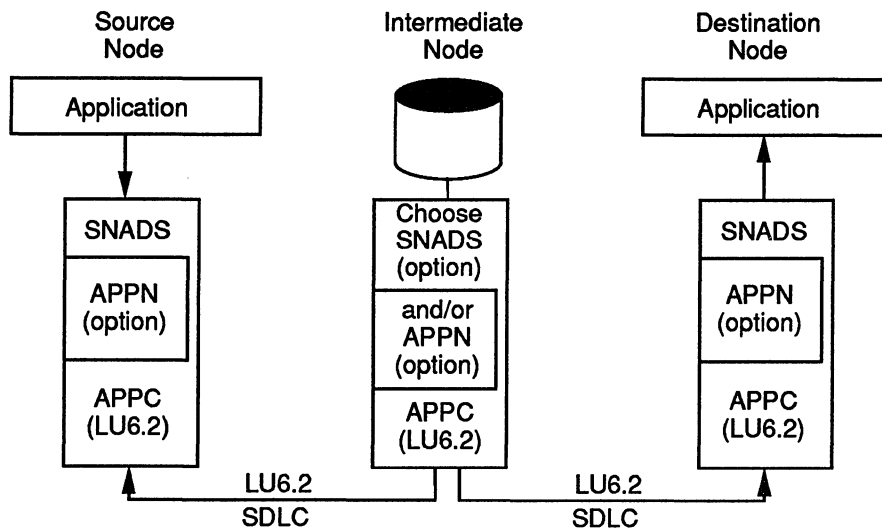 Source
Node
Intermediate
Node
Destination
Node
Application
Application
SNADS
APPN
(option)
APPC
(LU6.2)
Choose
SNADS
(option)
and/or
APPN
(option)
APPC
(LU6.2)
SNADS
APPN
(option)
APPC
(LU6.2)
LU6.2
SDLC
LU6.2
SDLC